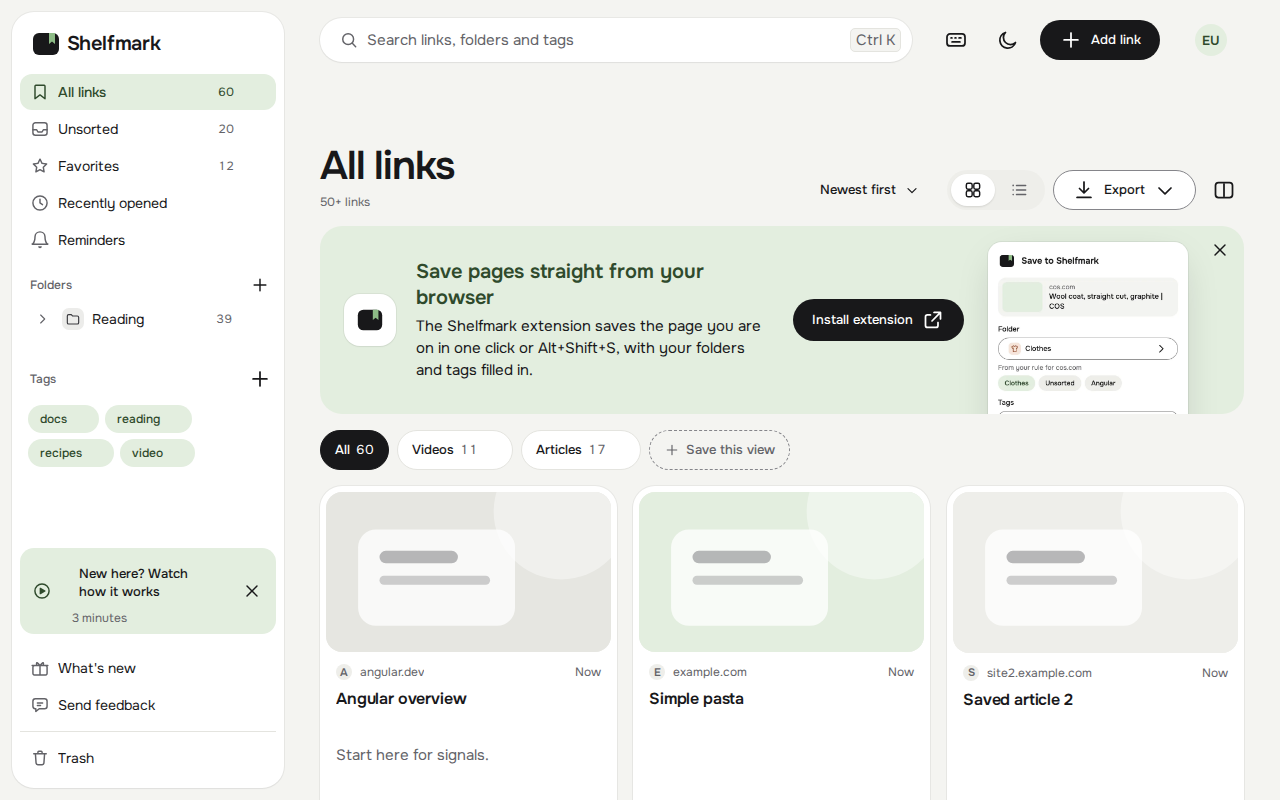 Shelfmark
Search links, folders and tags
Ctrl K
Add link
EU
All links 60
Unsorted 20
Favorites 12
Recently opened
Reminders
Folders
Reading 39
Tags
docs reading
recipes video
New here? Watch
how it works
3 minutes
What's new
Send feedback
Trash
All links
50+ links
Newest first
Export
Save pages straight from your
browser
The Shelfmark extension saves the page you are
on in one click or Alt+Shift+S, with your folders
and tags filled in.
Install extension
Save to Shelfmark
cos.com
Wool coat, straight cut, graphite |
COS
Folder
Clothes
From your rule for cos.com
Clothes Unsorted Angular
Tags
All 60
Videos 11
Articles 17
Save this view
A angular.dev Now
Angular overview
Start here for signals.
E example.com Now
Simple pasta
S site2.example.com Now
Saved article 2